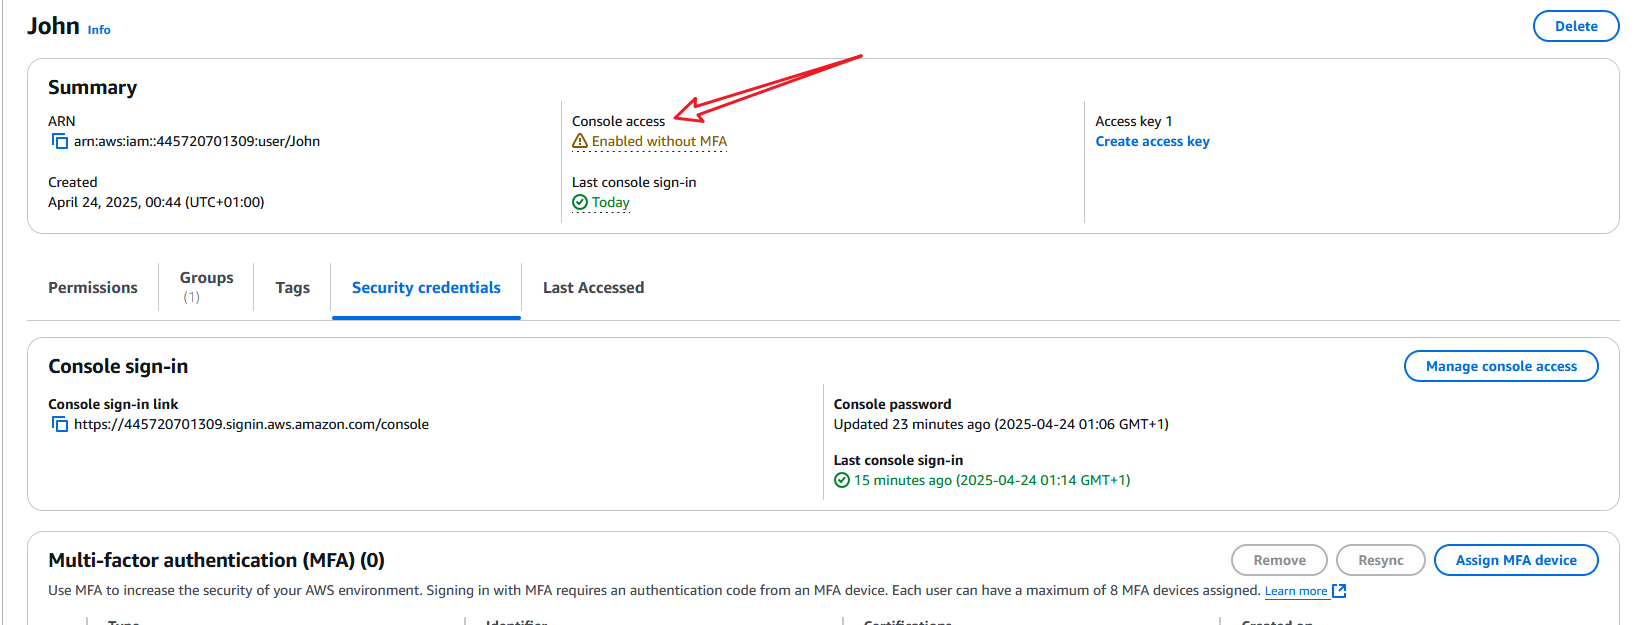 John Info
Delete
Summary
ARN
arn:aws:iam::445720701309:user/John
Created
April 24, 2025, 00:44 (UTC+01:00)
Console access
Enabled without MFA
Last console sign-in
Today
Access key 1
Create access key
Permissions
Groups
(1)
Tags
Security credentials
Last Accessed
Console sign-in
Manage console access
Console sign-in link
https://445720701309.signin.aws.amazon.com/console
Console password
Updated 23 minutes ago (2025-04-24 01:06 GMT+1)
Last console sign-in
15 minutes ago (2025-04-24 01:14 GMT+1)
Multi-factor authentication (MFA) (0)
Remove
Resync
Assign MFA device
Use MFA to increase the security of your AWS environment. Signing in with MFA requires an authentication code from an MFA device. Each user can have a maximum of 8 MFA devices assigned. Learn more
Type
Identifier
Certifications
Created on